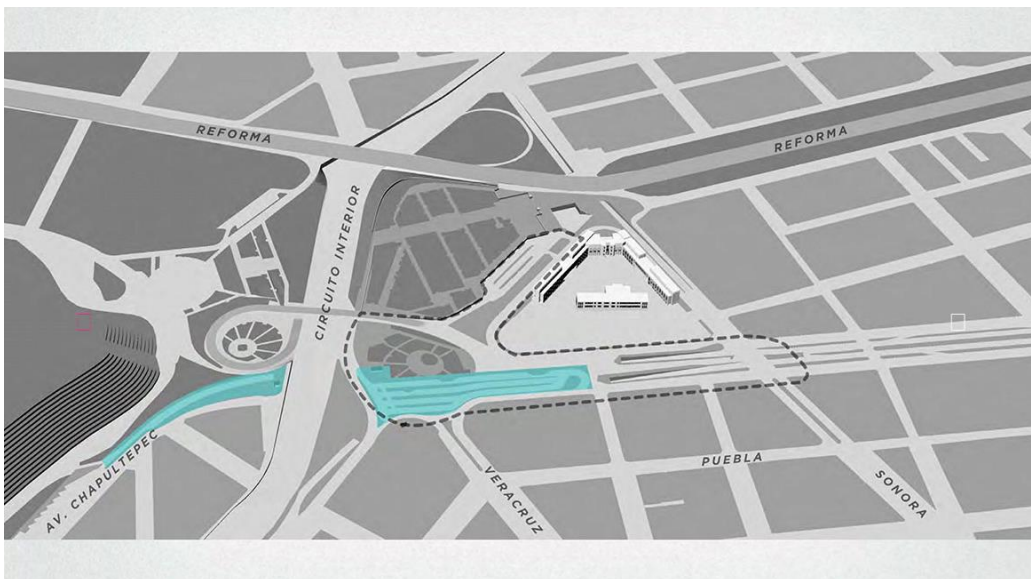 REFORMA
REFORMA
CIRCUITO INTERIOR
AV. CHAPULTEPEC
VERACRUZ
PUEBLA
SONORA